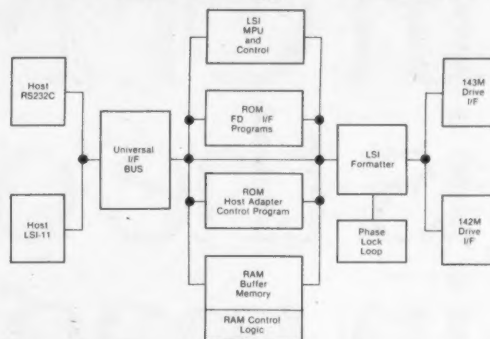 LSI
MPU
and
Control
Host
RS232C
143M
Drive
I/F
ROM
FD I/F
Programs
Universal
I/F
BUS
LSI
Formatter
ROM
Host Adapter
Control Program
Host
LSI-11
Phase
Lock
Loop
142M
Drive
I/F
RAM
Buffer
Memory
RAM Control
Logic